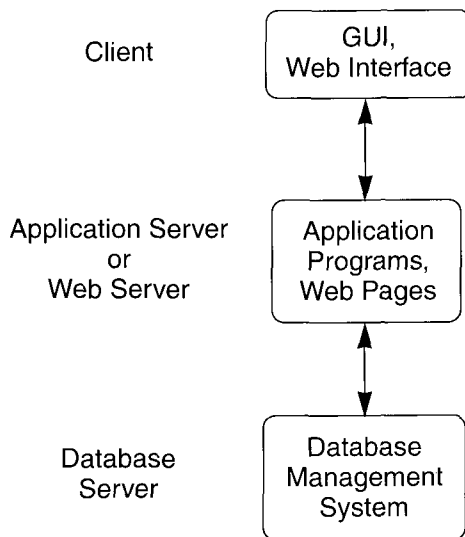 Client
GUI,
Web Interface
Application Server
or
Web Server
Application
Programs,
Web Pages
Database
Server
Database
Management
System